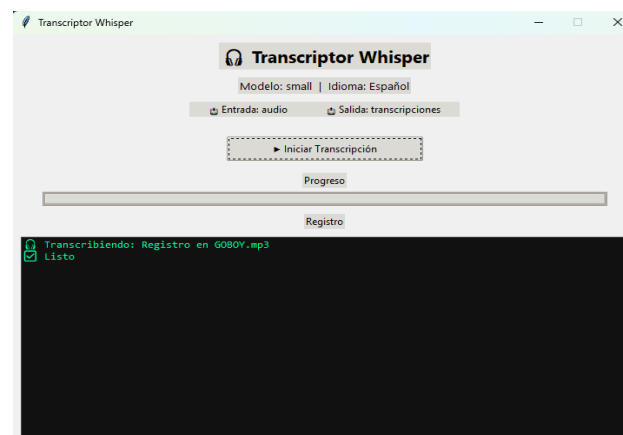 Transcriptor Whisper
🎧 Transcriptor Whisper
Modelo: small | Idioma: Español
📥 Entrada: audio 📥 Salida: transcripciones
► Iniciar Transcripción
Progreso
Registro
🎧 Transcribiendo: Registro en GOBOY.mp3
☑ Listo